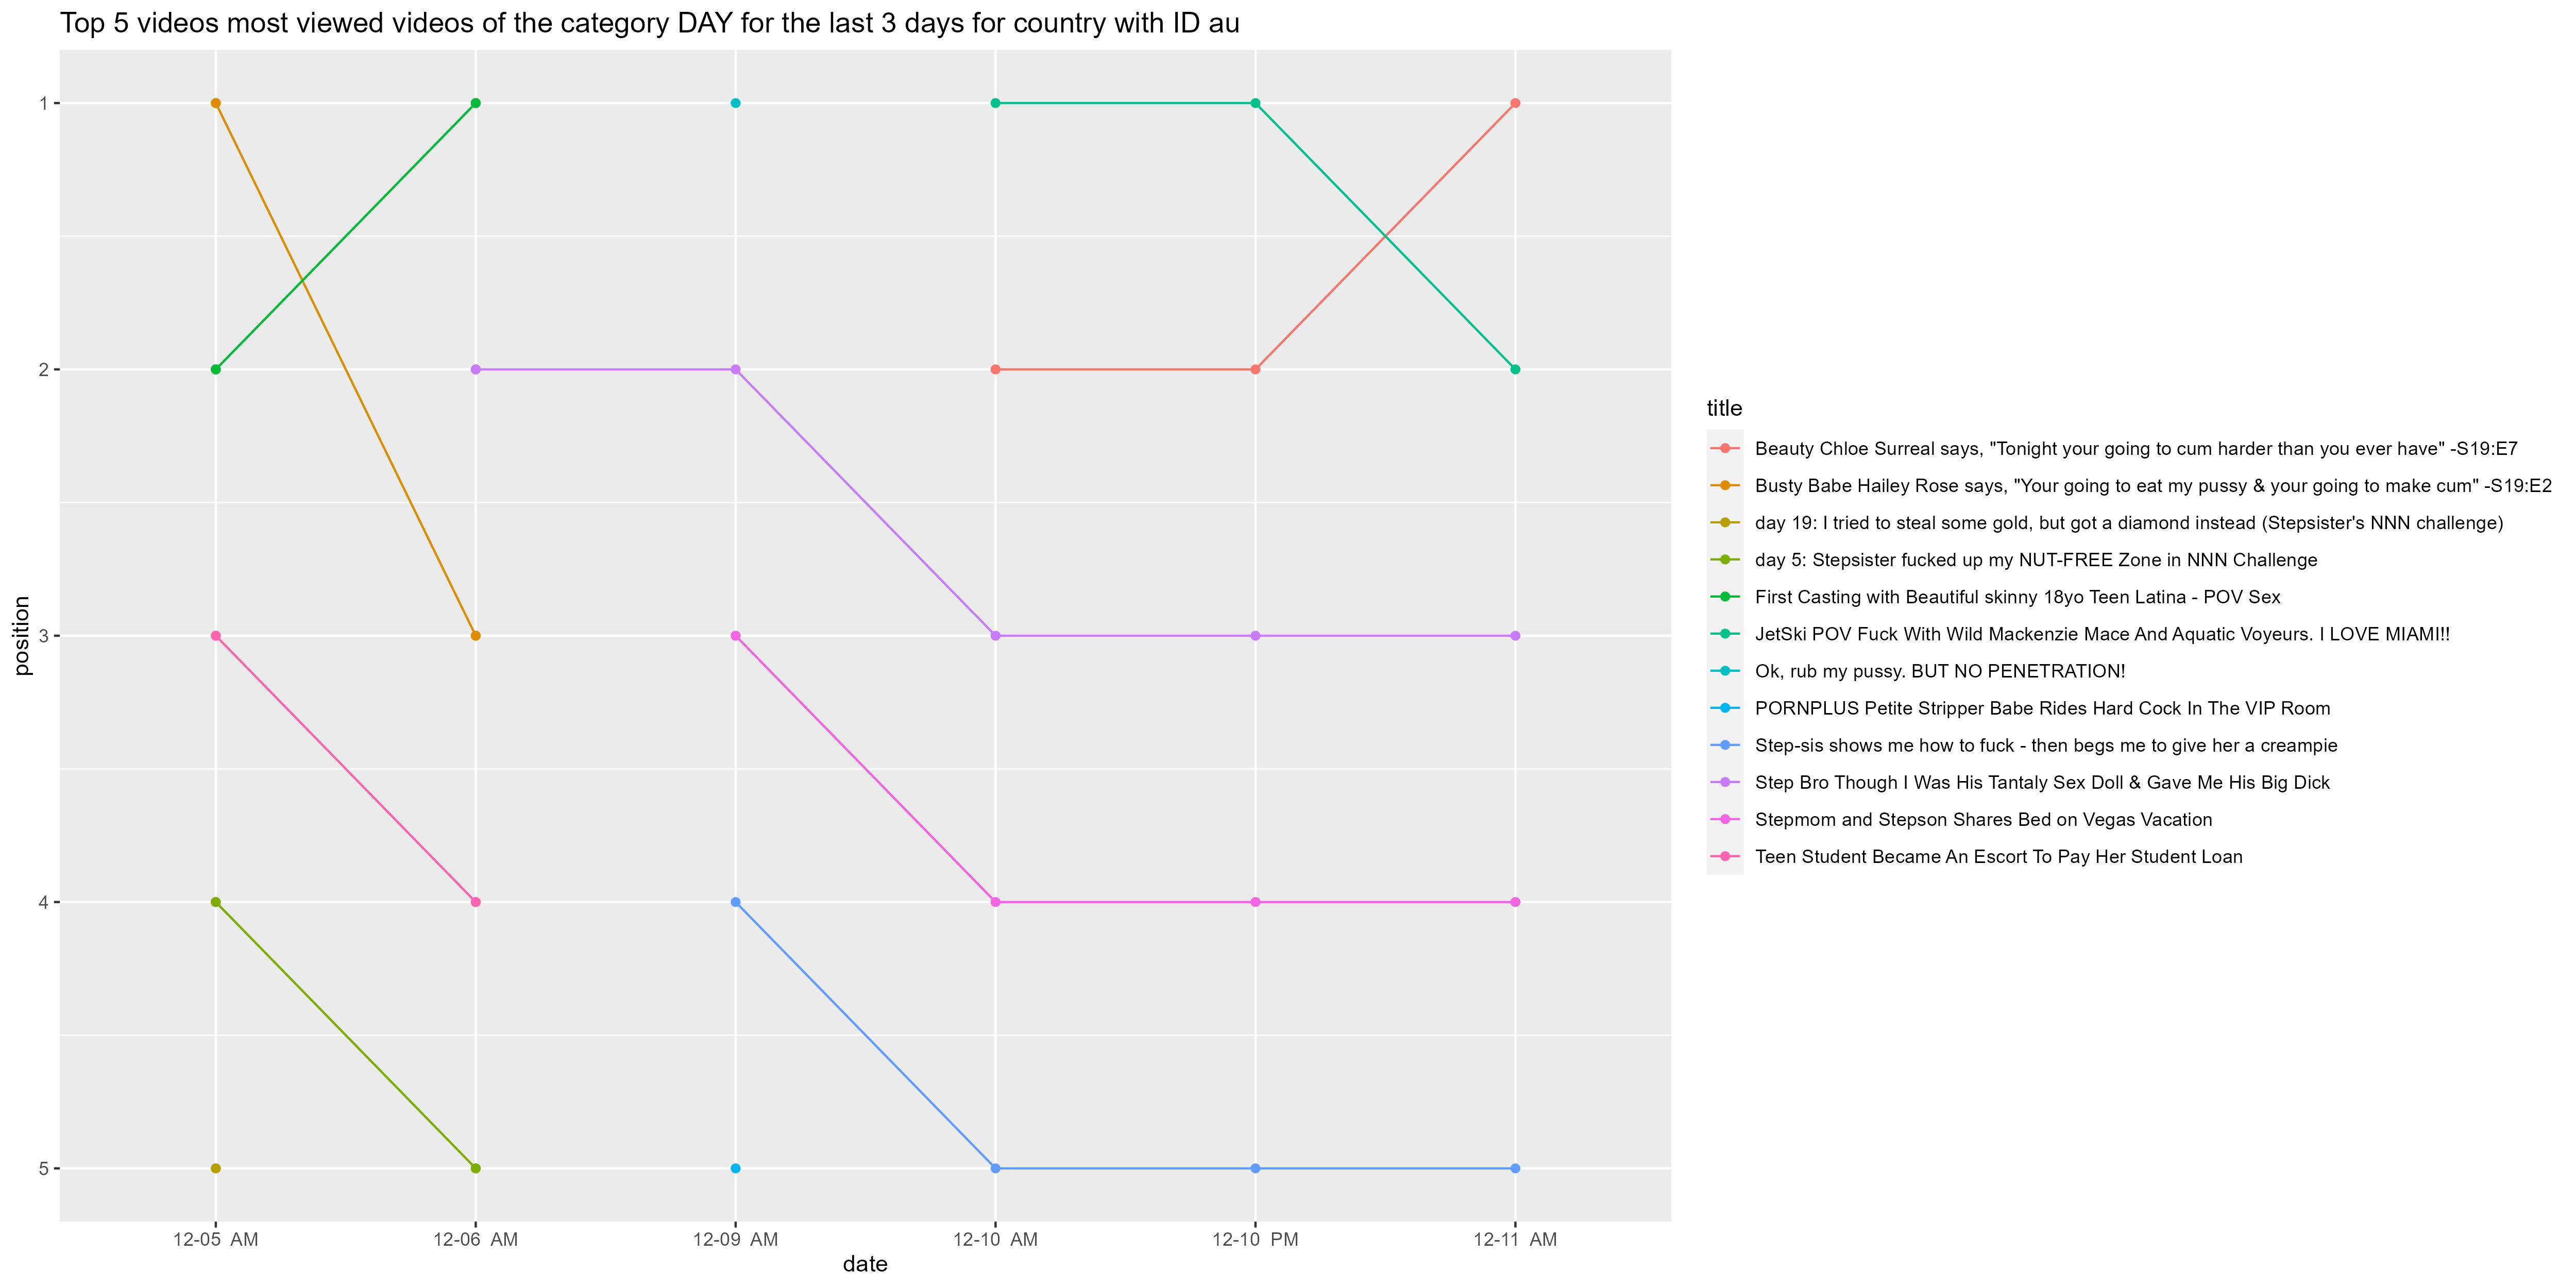 Top 5 videos most viewed videos of the category DAY for the last 3 days for country with ID au
1
2
3
4
5
position
12-05 AM
12-06 AM
12-09 AM
12-10 AM
12-10 PM
12-11 AM
date
title
Beauty Chloe Surreal says, "Tonight your going to cum harder than you ever have" -S19:E7
Busty Babe Hailey Rose says, "Your going to eat my pussy & your going to make cum" -S19:E2
day 19: I tried to steal some gold, but got a diamond instead (Stepsister's NNN challenge)
day 5: Stepsister fucked up my NUT-FREE Zone in NNN Challenge
First Casting with Beautiful skinny 18yo Teen Latina - POV Sex
JetSki POV Fuck With Wild Mackenzie Mace And Aquatic Voyeurs. I LOVE MIAMI!!
Ok, rub my pussy. BUT NO PENETRATION!
PORNPLUS Petite Stripper Babe Rides Hard Cock In The VIP Room
Step-sis shows me how to fuck - then begs me to give her a creampie
Step Bro Though I Was His Tantaly Sex Doll & Gave Me His Big Dick
Stepmom and Stepson Shares Bed on Vegas Vacation
Teen Student Became An Escort To Pay Her Student Loan